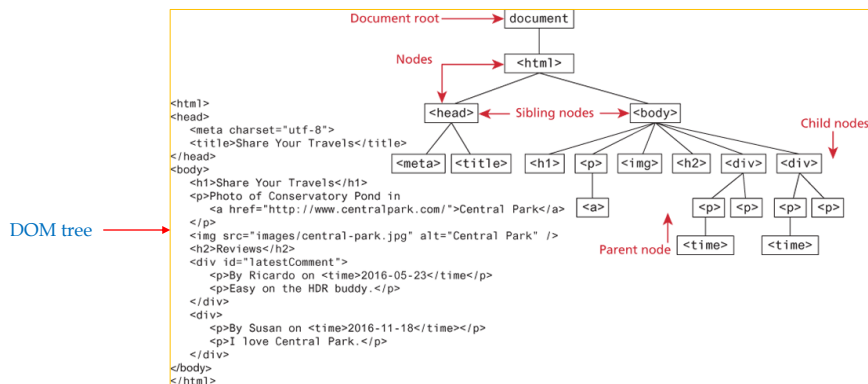 Document root
document
Nodes
<html>
<head>
Sibling nodes
<body>
Child nodes
<meta>
<title>
<h1>
<p>
<img>
<h2>
<div>
<div>
<a>
<p>
<p>
<p>
<p>
Parent node
<time>
<time>
DOM tree
<html>
<head>
<meta charset="utf-8">
<title>Share Your Travels</title>
</head>
<body>
<h1>Share Your Travels</h1>
<p>Photo of Conservatory Pond in
<a href="http://www.centralpark.com/">Central Park</a>
</p>
<img src="images/central-park.jpg" alt="Central Park" />
<h2>Reviews</h2>
<div id="latestComment">
<p>By Ricardo on <time>2016-05-23</time</p>
<p>Easy on the HDR buddy.</p>
</div>
<div>
<p>By Susan on <time>2016-11-18</time></p>
<p>I love Central Park.</p>
</div>
</body>
</html>